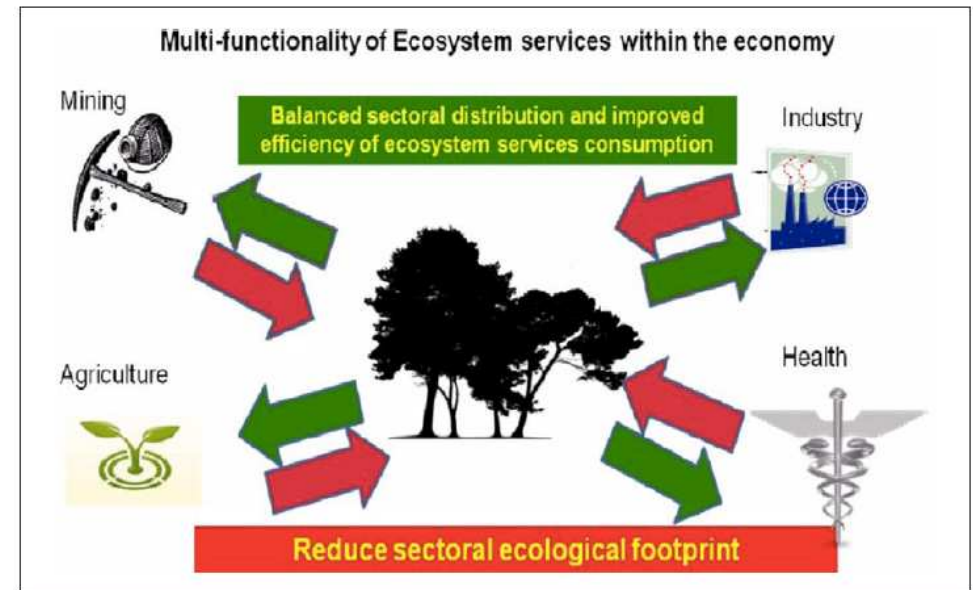 Multi-functionality of Ecosystem services within the economy
Mining
Balanced sectoral distribution and improved
efficiency of ecosystem services consumption
Industry
Agriculture
Health
Reduce sectoral ecological footprint